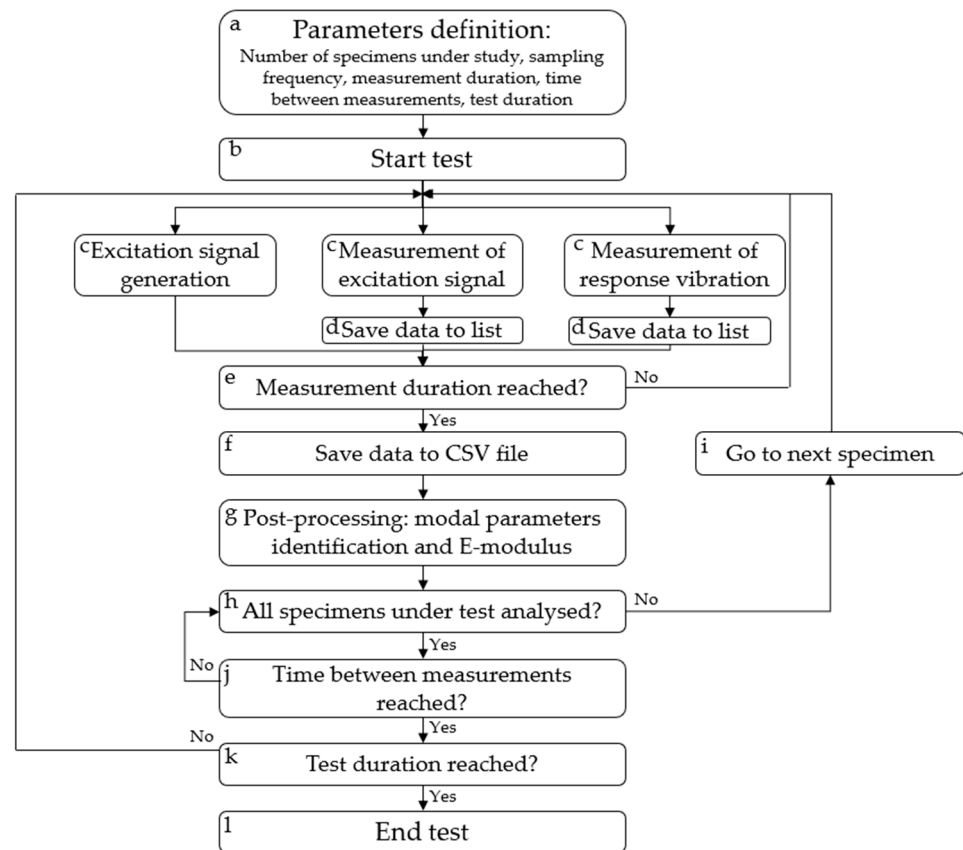 a Parameters definition:
Number of specimens under study, sampling
frequency, measurement duration, time
between measurements, test duration
b Start test
c Excitation signal
generation
c Measurement of
excitation signal
c Measurement of
response vibration
d Save data to list
d Save data to list
e Measurement duration reached?
No
Yes
f Save data to CSV file
i Go to next specimen
g Post-processing: modal parameters
identification and E-modulus
h All specimens under test analysed?
No
Yes
No
j Time between measurements
reached?
Yes
No
k Test duration reached?
Yes
l End test